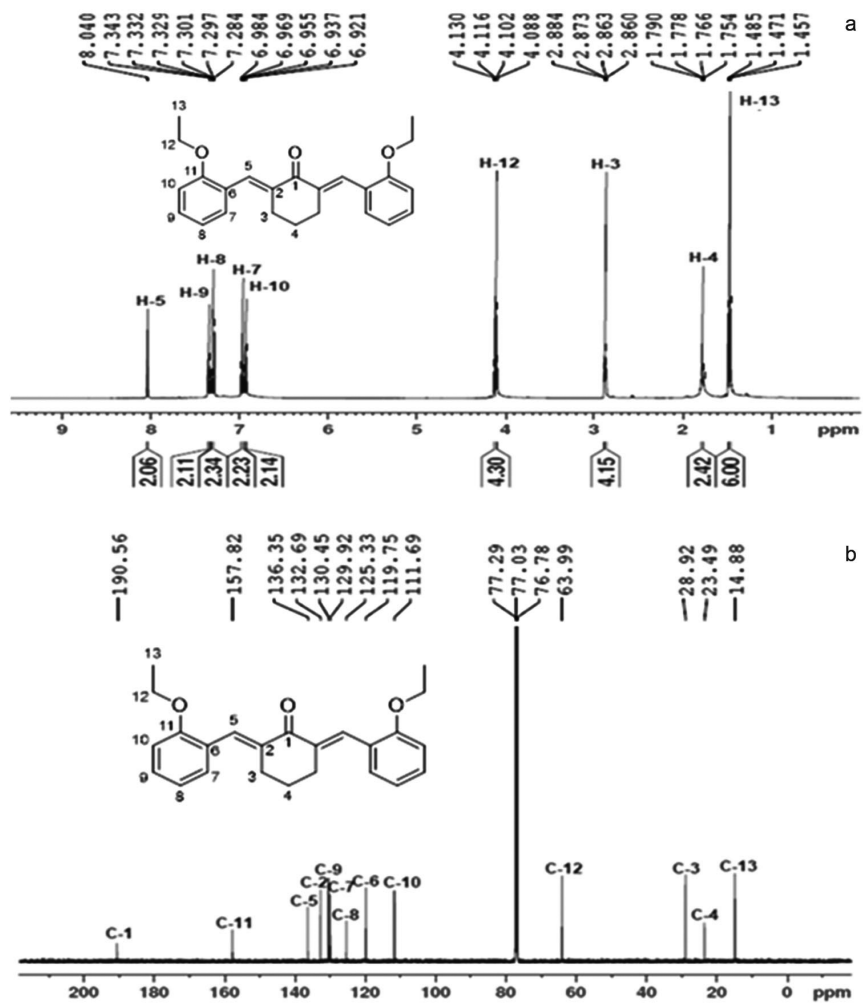 a
8.040
7.343
7.332
7.329
7.301
7.297
7.284
6.984
6.969
6.955
6.937
6.921
4.130
4.116
4.102
4.088
2.884
2.873
2.863
2.860
1.790
1.778
1.766
1.754
1.485
1.471
1.457
H-13
13
12
O
O
O
11
5
10
1
6
2
9
7
3
8
4
H-12
H-3
H-8
H-7
H-4
H-9
H-10
H-5
9 8 7 6 5 4 3 2 1 ppm
2.06
2.11
2.34
2.23
2.14
4.30
4.15
2.42
6.00
b
190.56
157.82
136.35
132.69
130.45
129.92
125.33
119.75
111.69
77.29
77.03
76.78
63.99
28.92
23.49
14.88
13
12
O
O
O
11
5
10
1
6
2
9
7
3
8
4
C-9
C-2
C-7
C-6
C-10
C-12
C-3
C-13
C-5
C-8
C-4
C-11
C-1
200 180 160 140 120 100 80 60 40 20 0 ppm